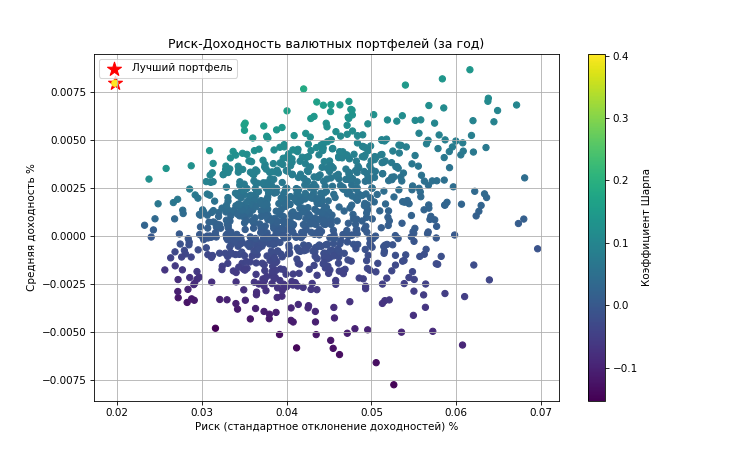 Риск-Доходность валютных портфелей (за год)
Лучший портфель
0.0075
0.0050
0.0025
0.0000
−0.0025
−0.0050
−0.0075
Средняя доходность %
0.02 0.03 0.04 0.05 0.06 0.07
Риск (стандартное отклонение доходностей) %
0.4
0.3
0.2
0.1
0.0
−0.1
Коэффициент Шарпа